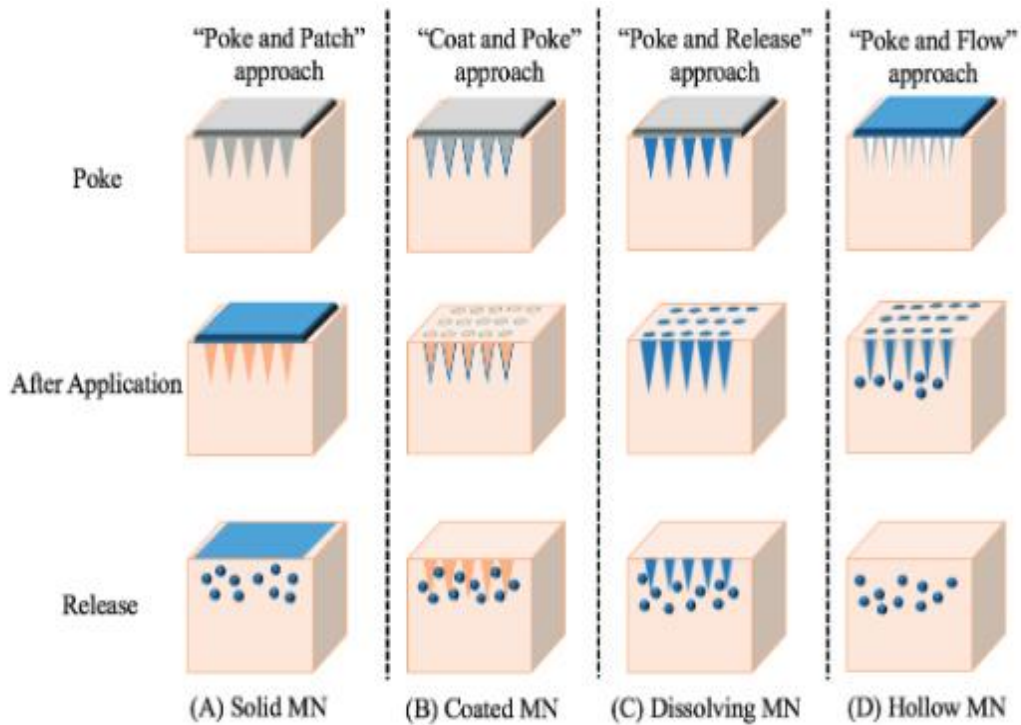 “Poke and Patch”
approach
“Coat and Poke”
approach
“Poke and Release”
approach
“Poke and Flow”
approach
Poke
After Application
Release
(A) Solid MN
(B) Coated MN
(C) Dissolving MN
(D) Hollow MN